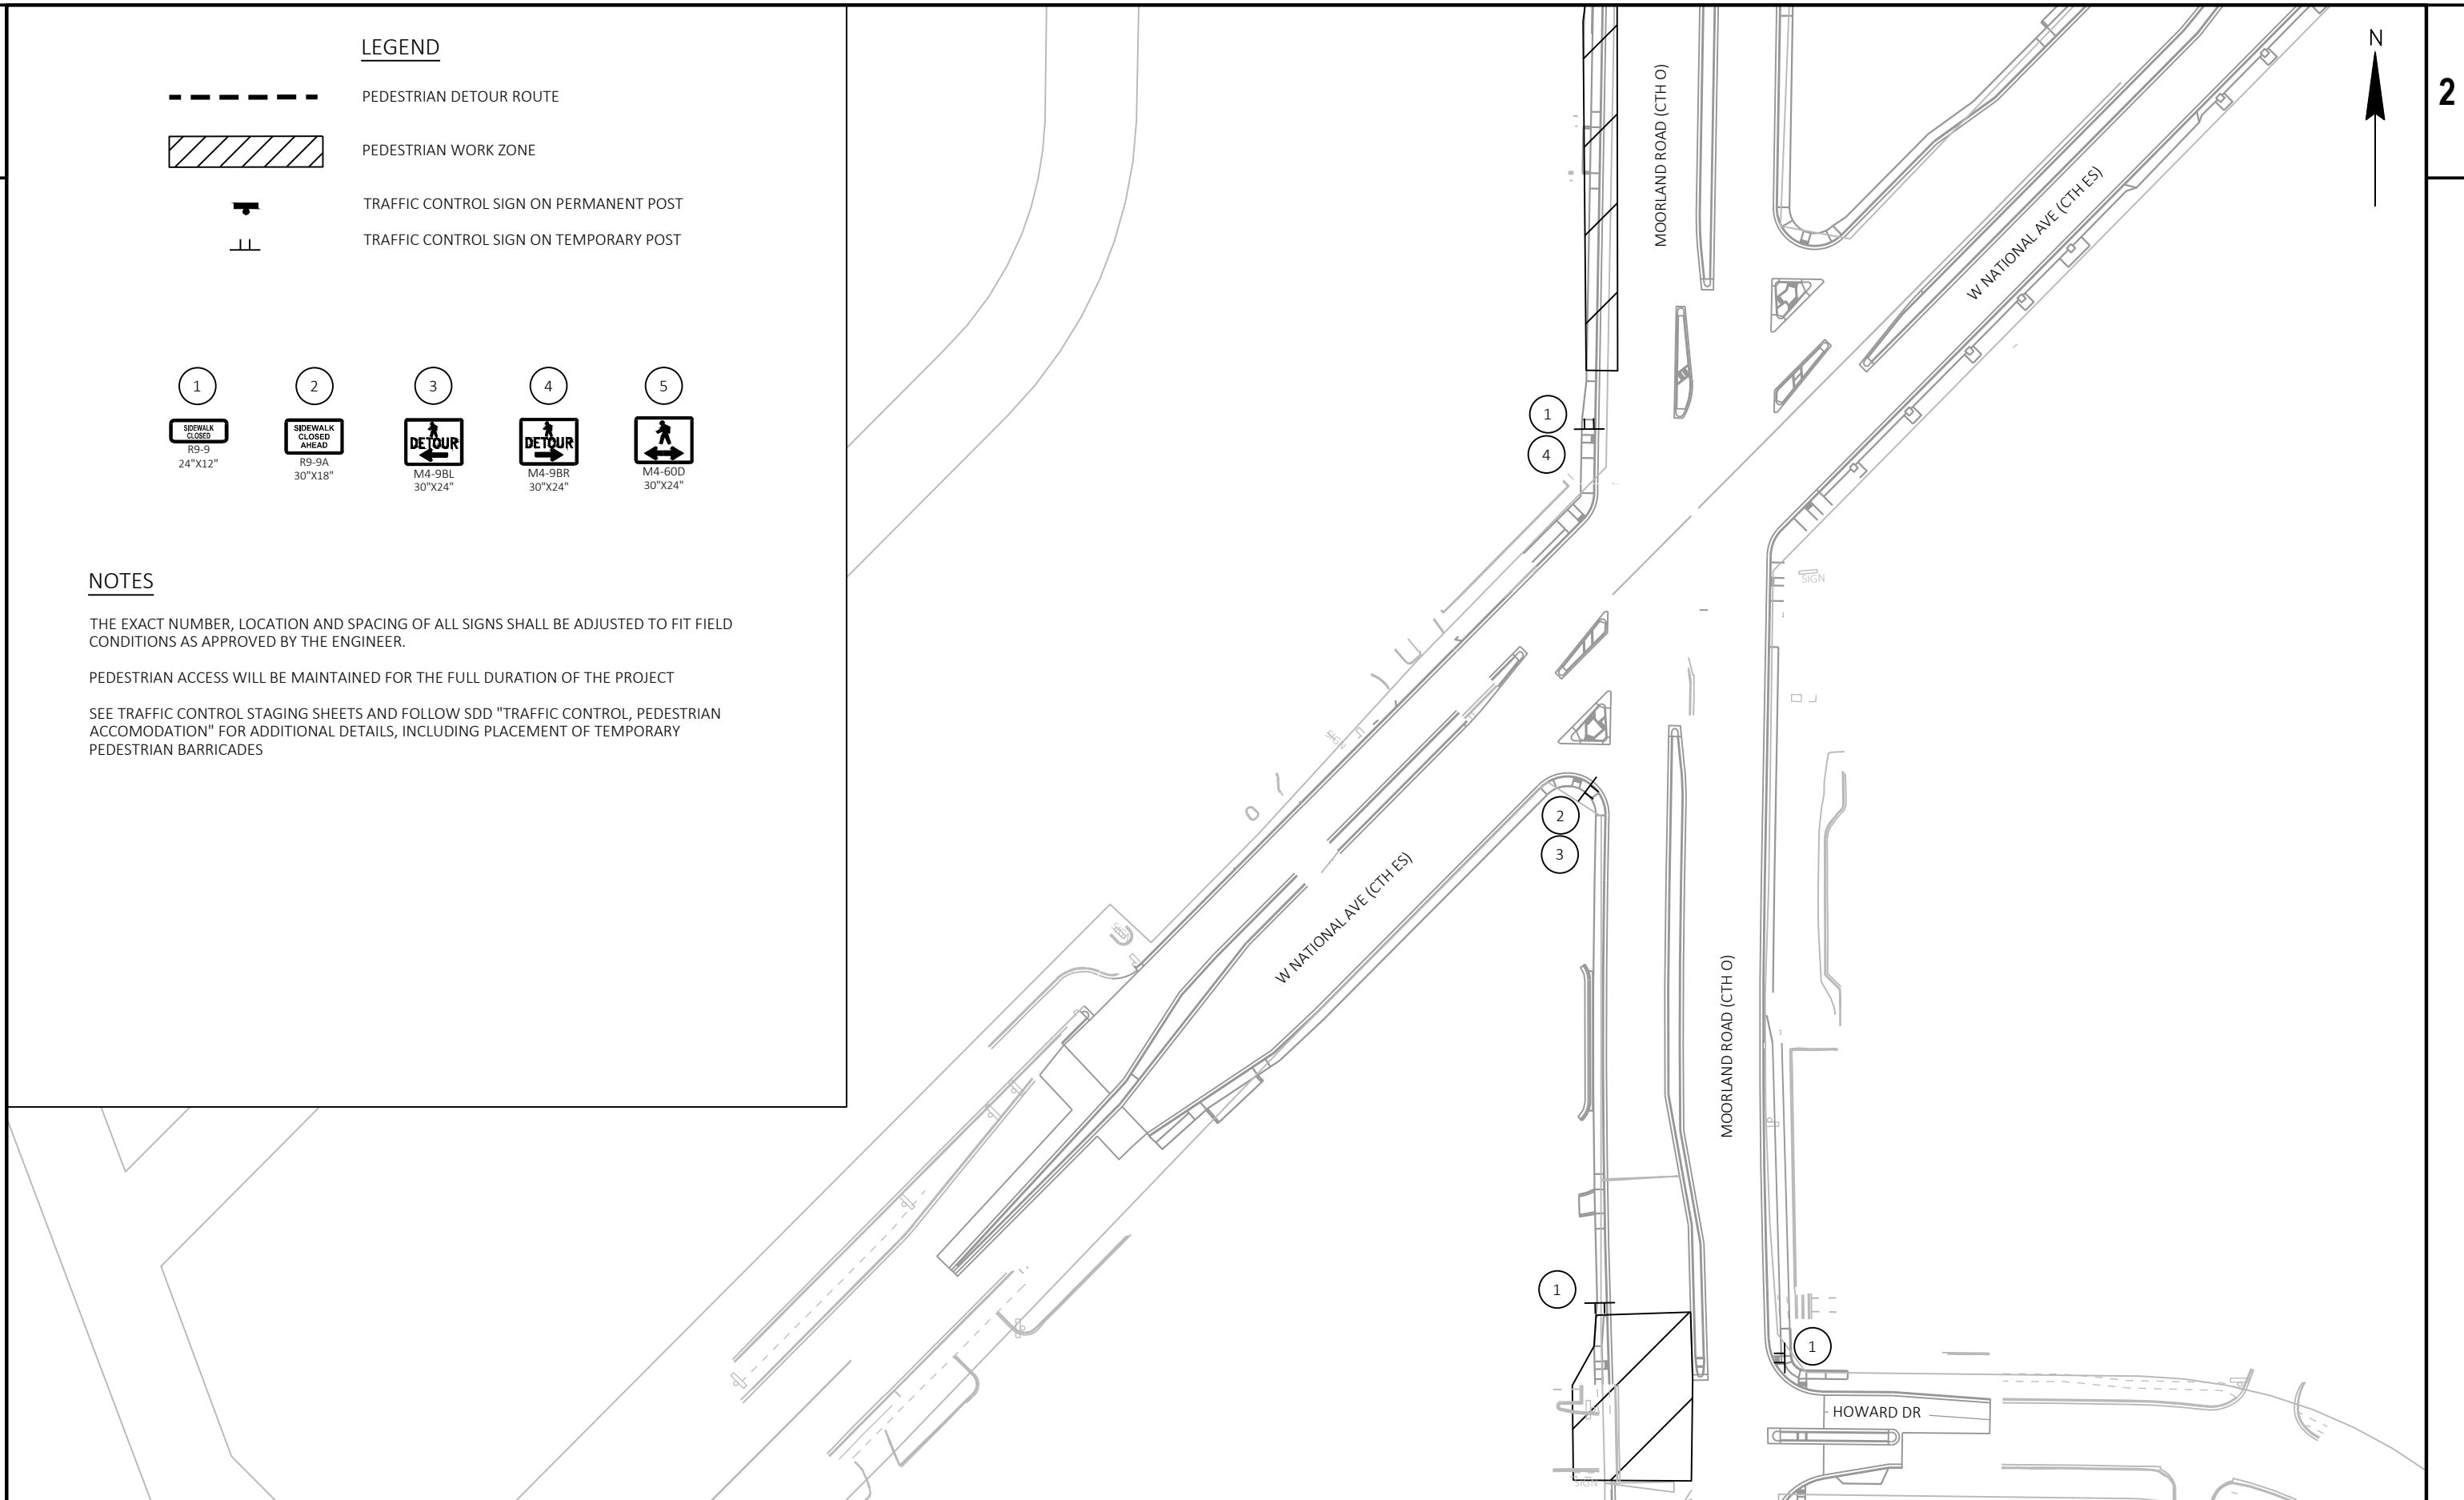 LEGEND
PEDESTRIAN DETOUR ROUTE
PEDESTRIAN WORK ZONE
TRAFFIC CONTROL SIGN ON PERMANENT POST
TRAFFIC CONTROL SIGN ON TEMPORARY POST
1 2 3 4 5
SIDEWALK
CLOSED
R9-9
24"X12"
SIDEWALK
CLOSED
AHEAD
R9-9A
30"X18"
DETOUR
M4-9BL
30"X24"
DETOUR
M4-9BR
30"X24"
M4-60D
30"X24"
NOTES
THE EXACT NUMBER, LOCATION AND SPACING OF ALL SIGNS SHALL BE ADJUSTED TO FIT FIELD
CONDITIONS AS APPROVED BY THE ENGINEER.
PEDESTRIAN ACCESS WILL BE MAINTAINED FOR THE FULL DURATION OF THE PROJECT
SEE TRAFFIC CONTROL STAGING SHEETS AND FOLLOW SDD "TRAFFIC CONTROL, PEDESTRIAN
ACCOMODATION" FOR ADDITIONAL DETAILS, INCLUDING PLACEMENT OF TEMPORARY
PEDESTRIAN BARRICADES
N
2
MOORLAND ROAD (CTH O)
W NATIONAL AVE (CTH ES)
1
4
SIGN
SIGN
2
3
W NATIONAL AVE (CTH ES)
SIGN
MOORLAND ROAD (CTH O)
1
1
HOWARD DR
SIGN